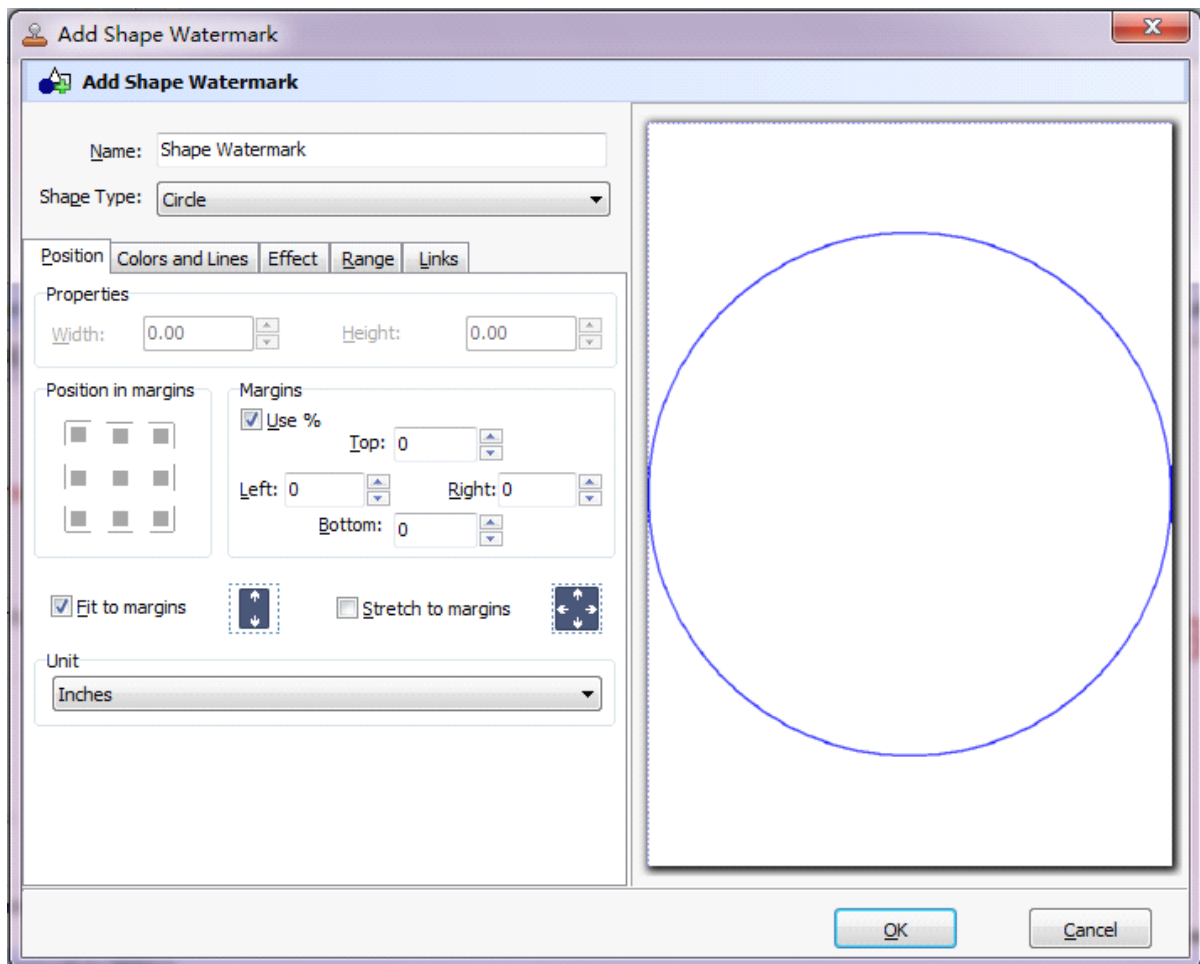 Add Shape Watermark
Add Shape Watermark
Name: Shape Watermark
Shape Type: Circle
Position Colors and Lines Effect Range Links
Properties
Width: 0.00 Height: 0.00
Position in margins
Margins
Use %
Top: 0
Left: 0 Right: 0
Bottom: 0
Fit to margins Stretch to margins
Unit
Inches
OK Cancel